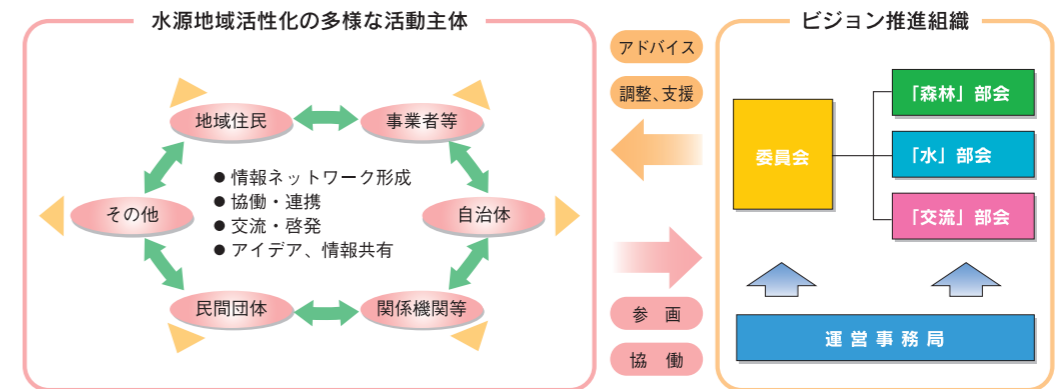 水源地域活性化の多様な活動主体
地域住民
事業者等
その他
自治体
民間団体
関係機関等
● 情報ネットワーク形成
● 協働・連携
● 交流・啓発
● アイデア、情報共有
アドバイス
調整、支援
参　画
協　働
ビジョン推進組織
委員会
「森林」部会
「水」部会
「交流」部会
運営事務局